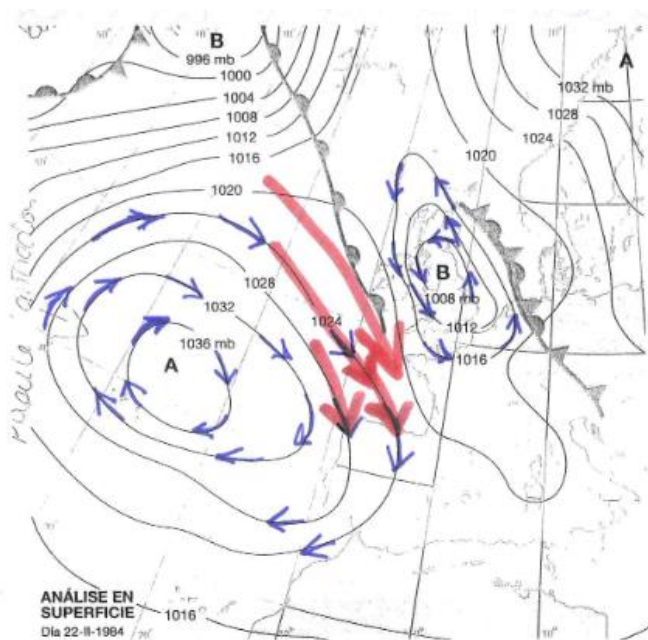 B
996 mb
1000
1004
1008
1012
1016
1020
A
1032 mb
1028
1024
1020
B
1008 mb
1012
1016
1028
1032
1024
1036 mb
A
1016
ANÁLISE EN
SUPERFICIE
Día 22-II-1984